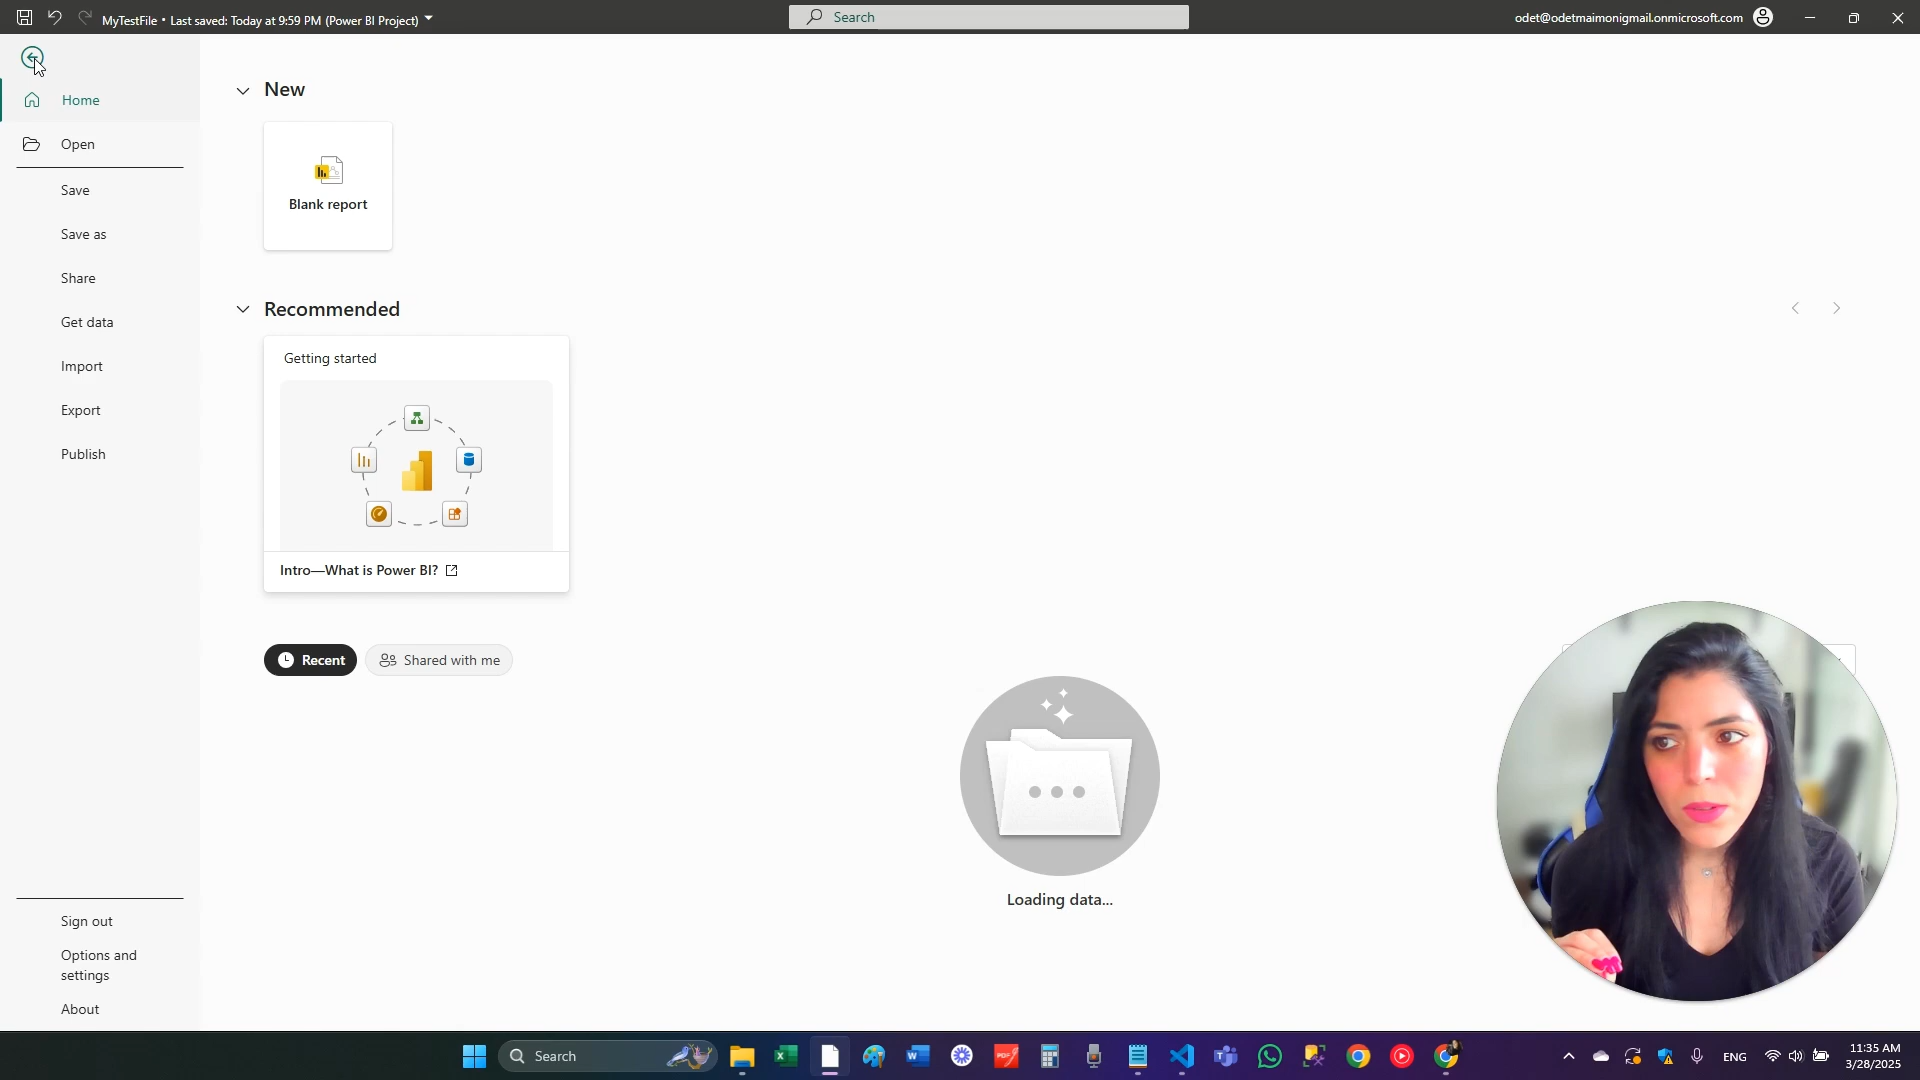 MyTestFile • Last saved: Today at 9:59 PM (Power BI Project)
Search
odet@odetmaimonigmail.onmicrosoft.com
Home
Open
Save
Save as
Share
Get data
Import
Export
Publish
Sign out
Options and
settings
About
New
Blank report
Recommended
Getting started
Intro—What is Power BI?
Recent
Shared with me
Loading data...
Search
ENG
11:35 AM
3/28/2025